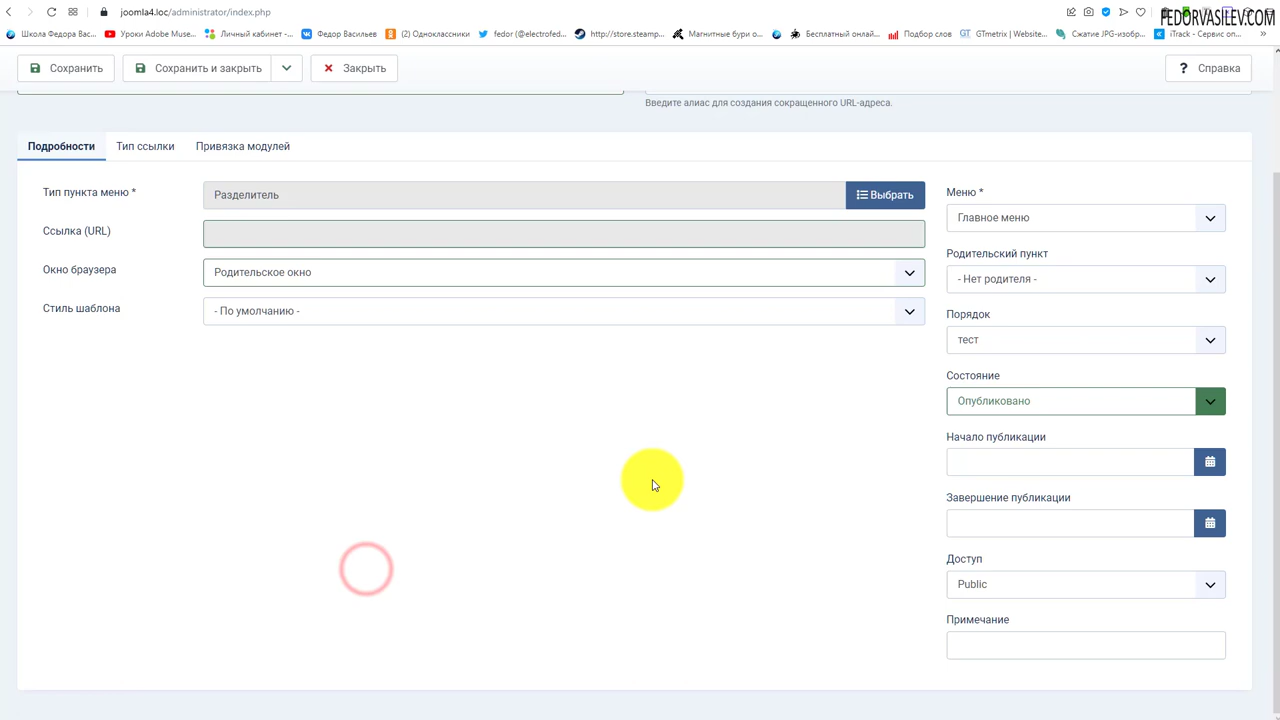 joomla4.loc/administrator/index.php
FEDORVASILEV.COM
Школа Федора Вас... Уроки Adobe Muse... Личный кабинет -... Федор Васильев (2) Одноклассники fedor (@electrofed... http://store.steamp... Магнитные бури о... Бесплатный онлай... Подбор слов GTmetrix | Website... Сжатие JPG-изобр... iTrack - Сервис оп... »
Сохранить Сохранить и закрыть Закрыть ? Справка
Введите алиас для создания сокращенного URL-адреса.
Подробности Тип ссылки Привязка модулей
Тип пункта меню * Разделитель Выбрать
Ссылка (URL)
Окно браузера Родительское окно
Стиль шаблона - По умолчанию -
Меню *
Главное меню
Родительский пункт
- Нет родителя -
Порядок
тест
Состояние
Опубликовано
Начало публикации
Завершение публикации
Доступ
Public
Примечание